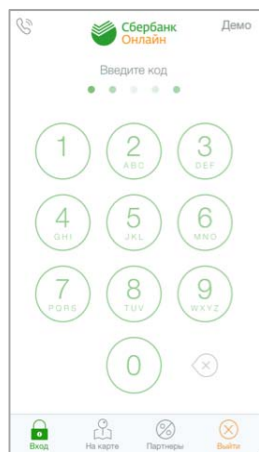 Сбербанк
Онлайн
Демо
Введите код
1
2
ABC
3
DEF
4
GHI
5
JKL
6
MNO
7
PQRS
8
TUV
9
WXYZ
0
Вход
На карте
Партнеры
Выйти